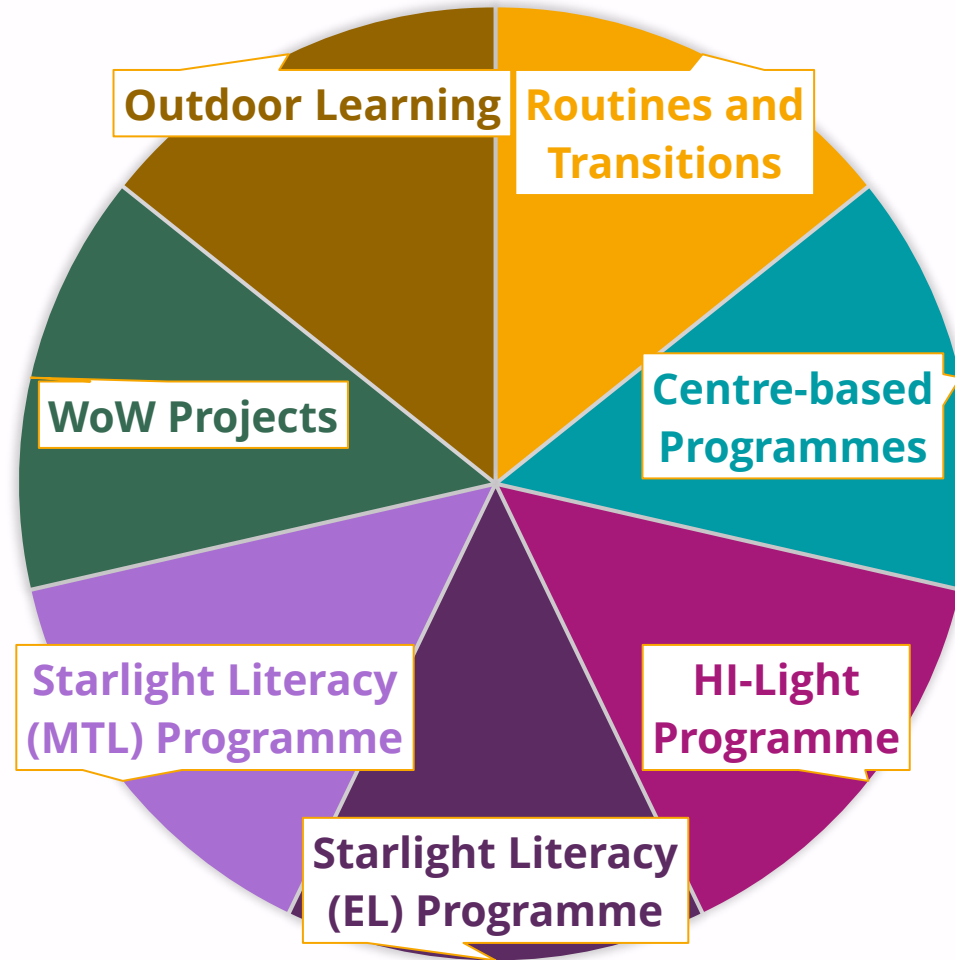 Outdoor Learning
Routines and
Transitions
Centre-based
Programmes
WoW Projects
Starlight Literacy
(MTL) Programme
HI-Light
Programme
Starlight Literacy
(EL) Programme